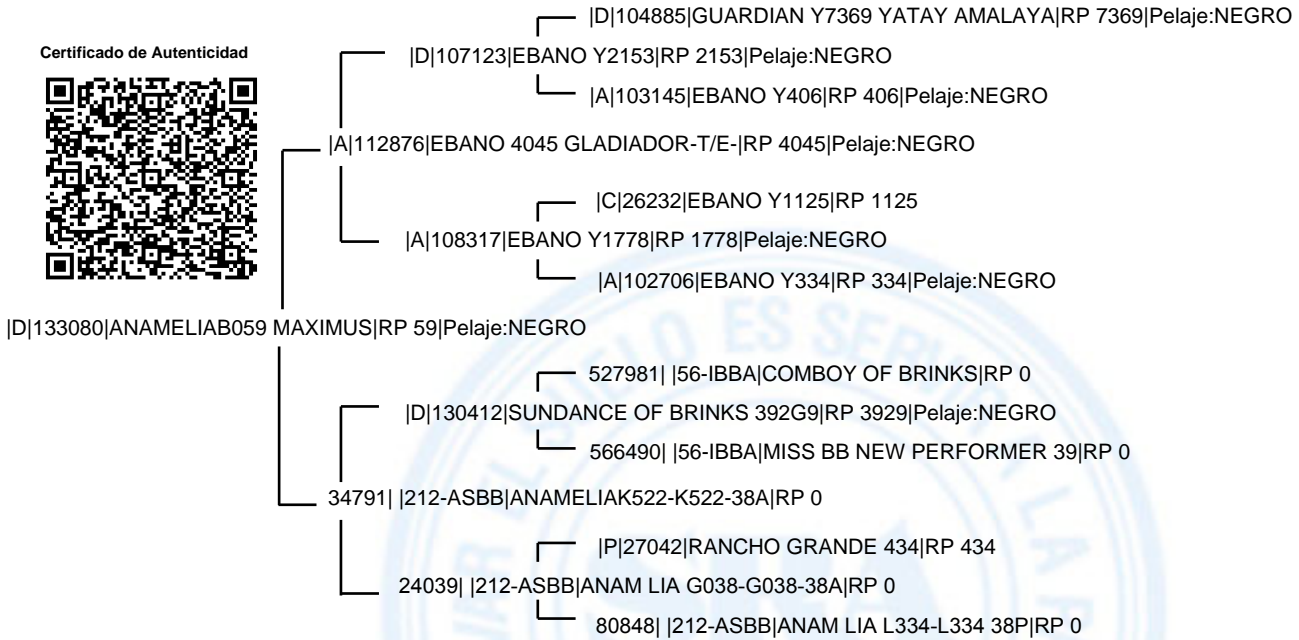 |D|104885|GUARDIAN Y7369 YATAY AMALAYA|RP 7369|Pelaje:NEGRO
Certificado de Autenticidad
|D|107123|EBANO Y2153|RP 2153|Pelaje:NEGRO
|A|103145|EBANO Y406|RP 406|Pelaje:NEGRO
|A|112876|EBANO 4045 GLADIADOR-T/E-|RP 4045|Pelaje:NEGRO
|C|26232|EBANO Y1125|RP 1125
|A|108317|EBANO Y1778|RP 1778|Pelaje:NEGRO
|A|102706|EBANO Y334|RP 334|Pelaje:NEGRO
|D|133080|ANAMELIAB059 MAXIMUS|RP 59|Pelaje:NEGRO
527981| |56-IBBA|COMBOY OF BRINKS|RP 0
|D|130412|SUNDANCE OF BRINKS 392G9|RP 3929|Pelaje:NEGRO
566490| |56-IBBA|MISS BB NEW PERFORMER 39|RP 0
34791| |212-ASBB|ANAMELIAK522-K522-38A|RP 0
|P|27042|RANCHO GRANDE 434|RP 434
24039| |212-ASBB|ANAM LIA G038-G038-38A|RP 0
80848| |212-ASBB|ANAM LIA L334-L334 38P|RP 0